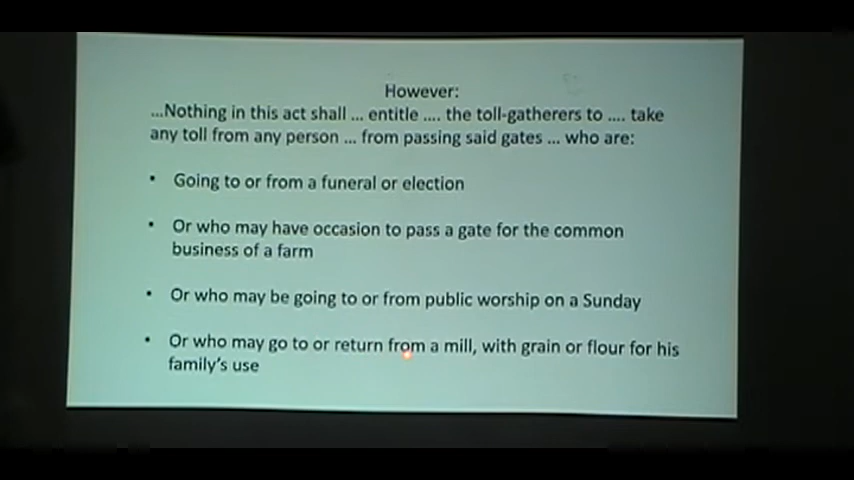 However:
...Nothing in this act shall ... entitle .... the toll-gatherers to .... take
any toll from any person ... from passing said gates ... who are:
• Going to or from a funeral or election
• Or who may have occasion to pass a gate for the common
business of a farm
• Or who may be going to or from public worship on a Sunday
• Or who may go to or return from a mill, with grain or flour for his
family's use